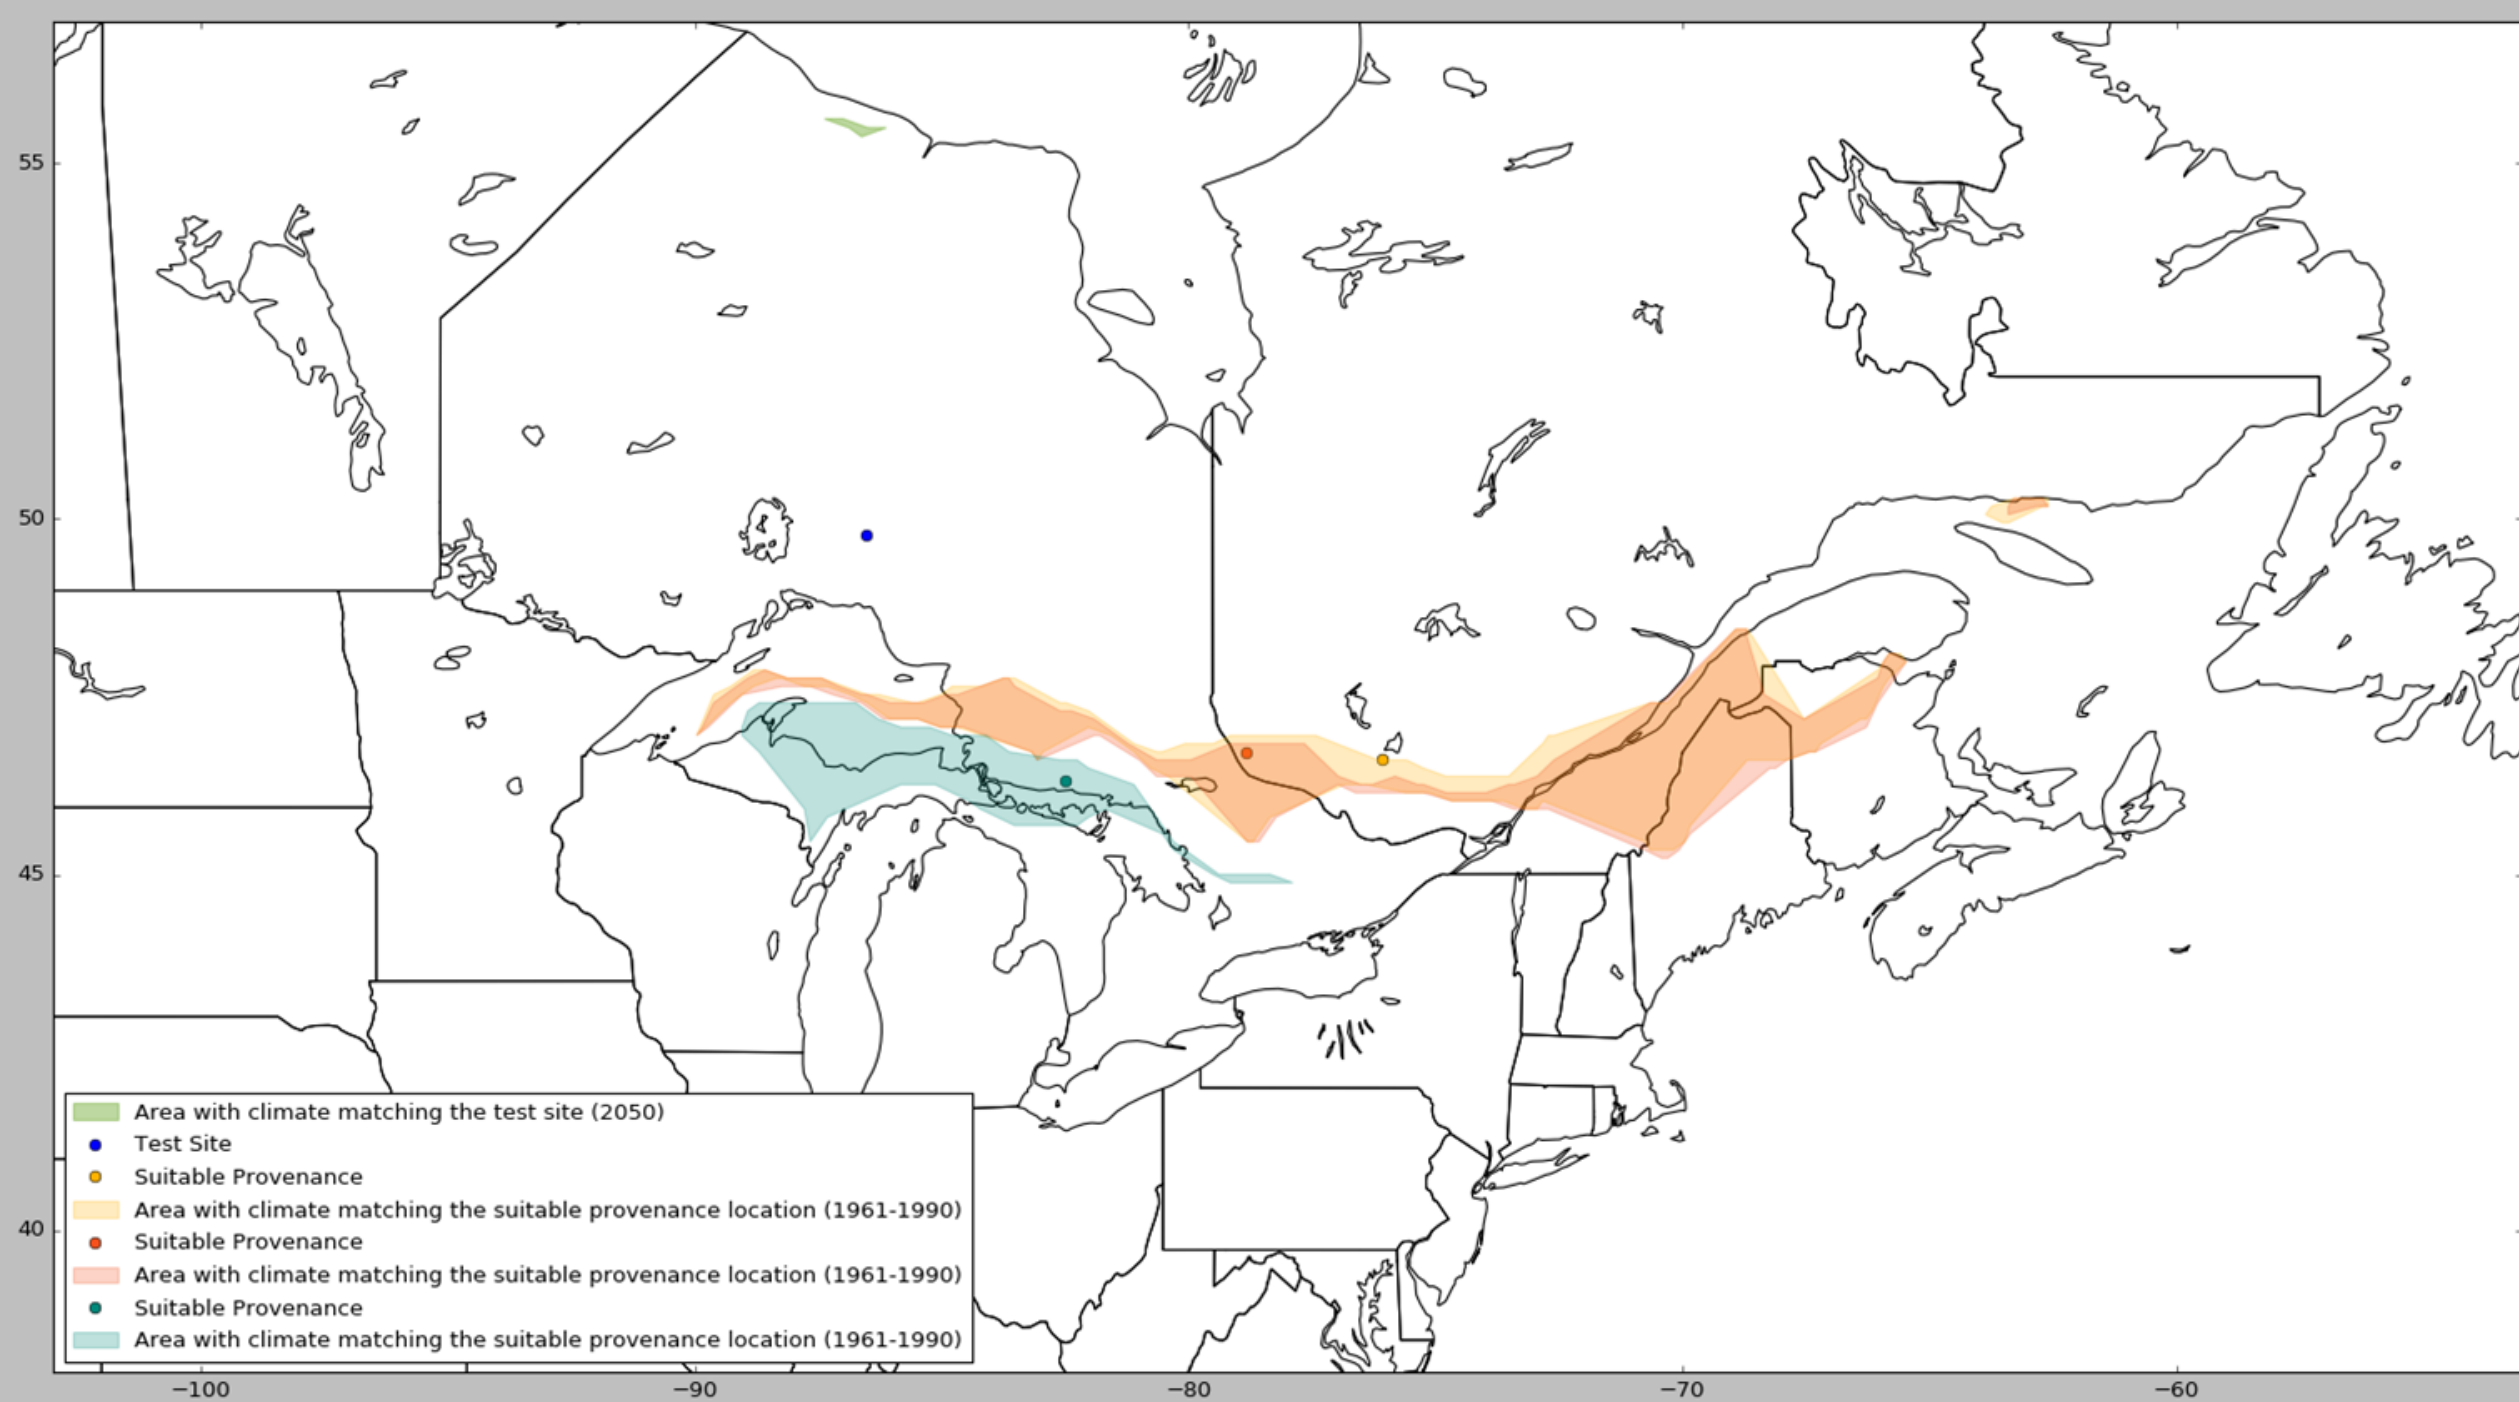 55
50
45
40
Area with climate matching the test site (2050)
Test Site
Suitable Provenance
Area with climate matching the suitable provenance location (1961-1990)
Suitable Provenance
Area with climate matching the suitable provenance location (1961-1990)
Suitable Provenance
Area with climate matching the suitable provenance location (1961-1990)
−100 −90 −80 −70 −60